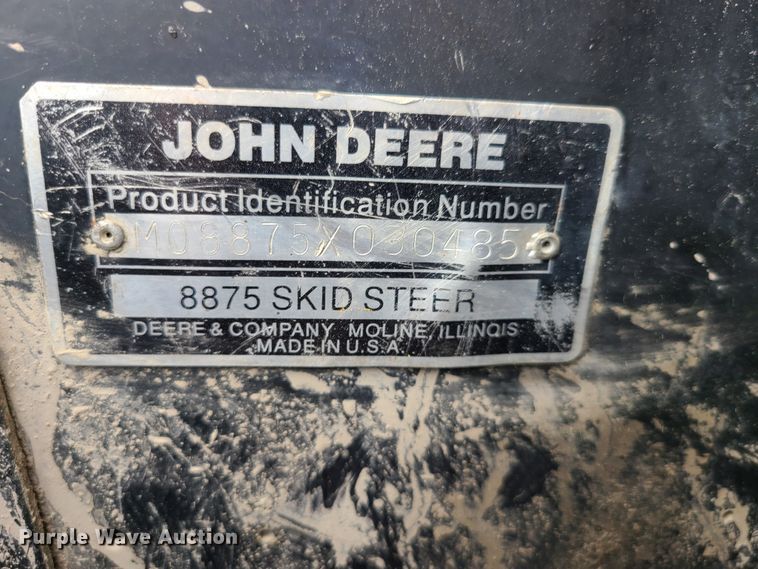 JOHN DEERE
Product Identification Number
M08875X030485
8875 SKID STEER
DEERE & COMPANY MOLINE ILLINOIS
MADE IN U.S.A.
Purple Wave Auction